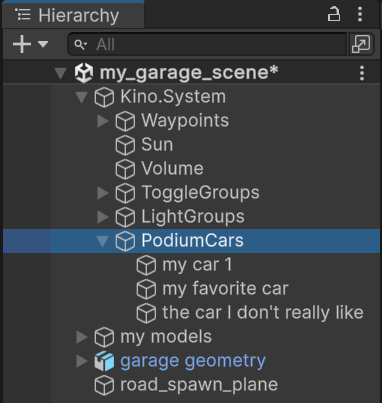 Hierarchy
All
my_garage_scene*
Kino.System
Waypoints
Sun
Volume
ToggleGroups
LightGroups
PodiumCars
my car 1
my favorite car
the car I don't really like
my models
garage geometry
road_spawn_plane